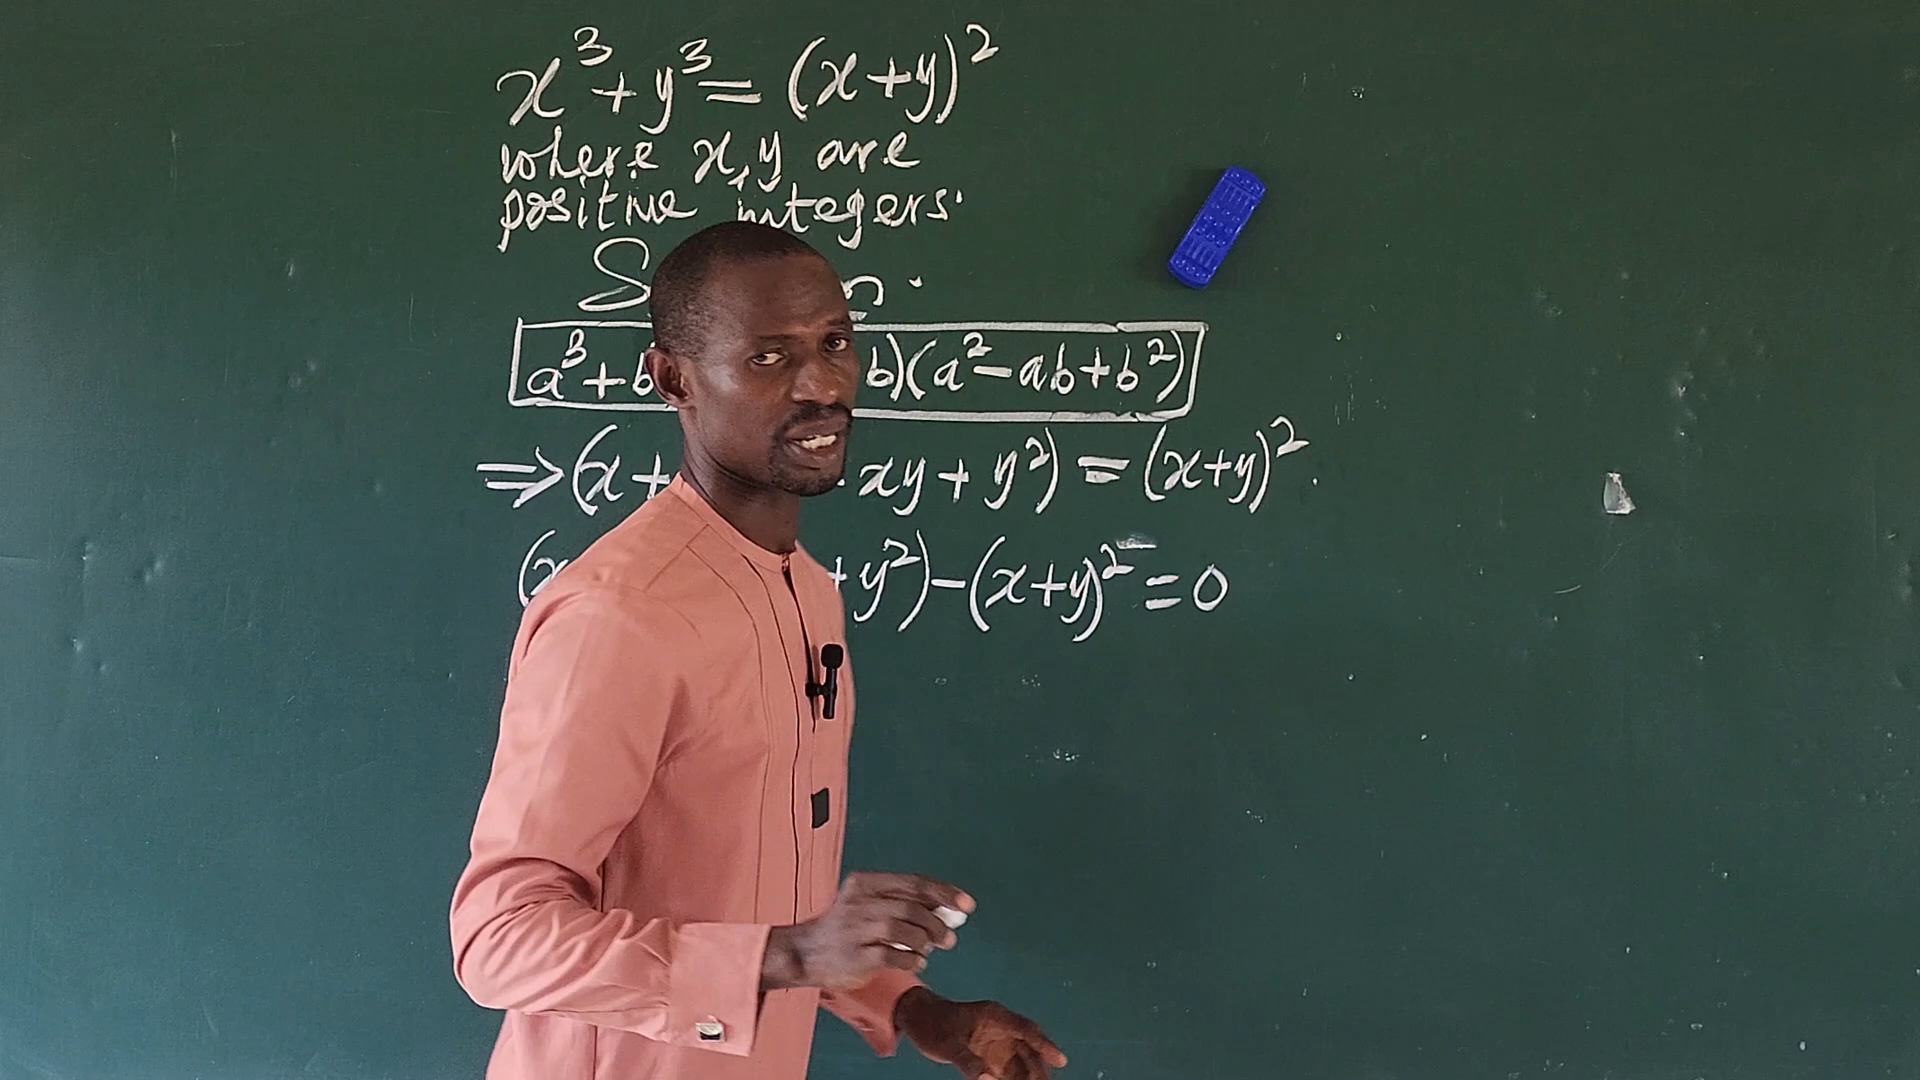 x³+y³=(x+y)²
where x,y are
positive integers.
a³+b b)(a²-ab+b²)
⇒(x+ xy+y²)=(x+y)².
(x +y²)-(x+y)²=0